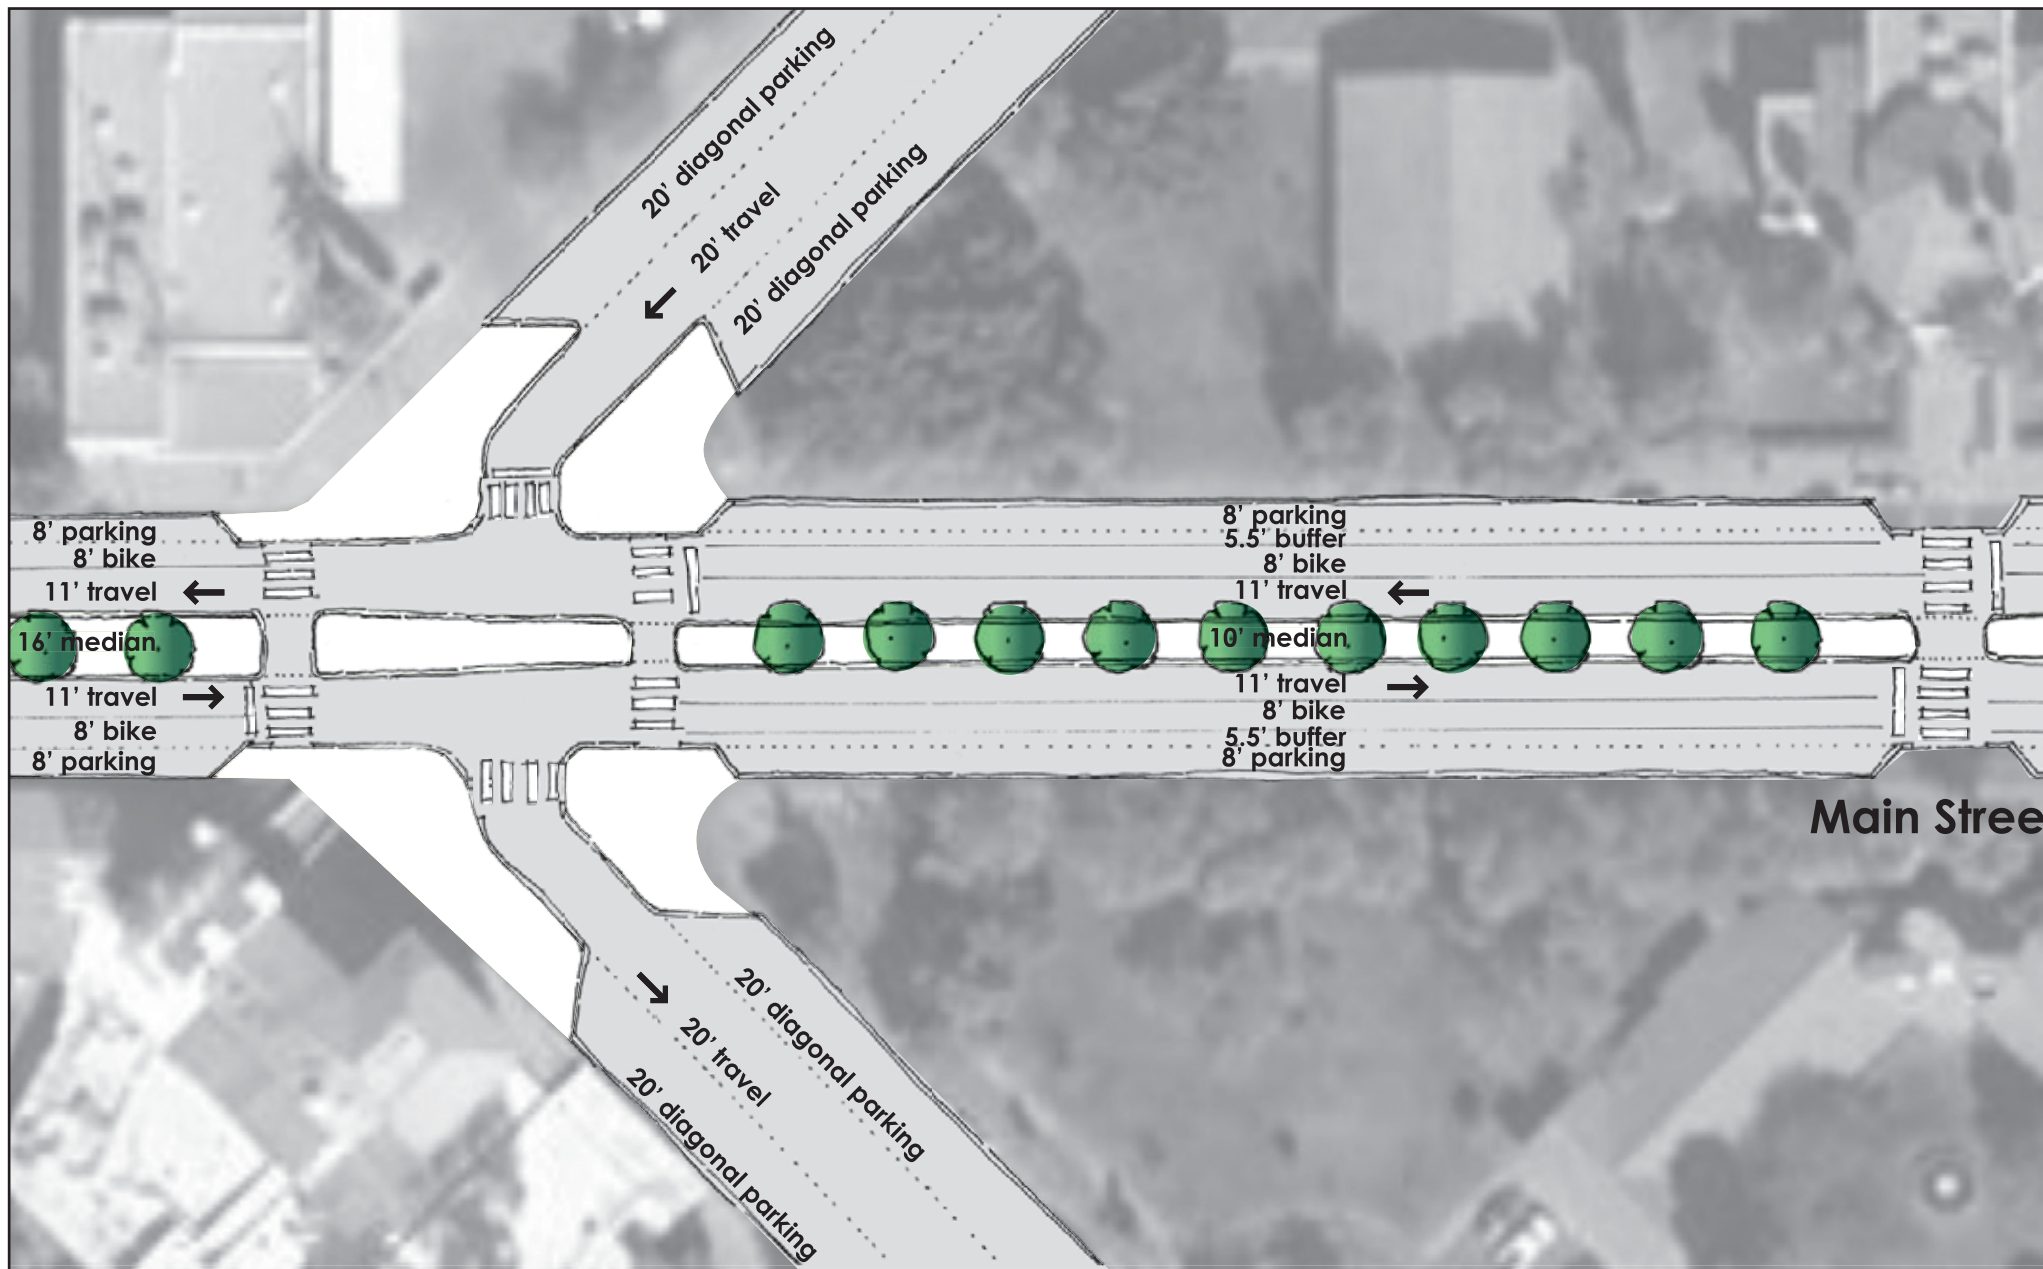 20' diagonal parking
20' travel
20' diagonal parking
8' parking
8' bike
11' travel
16' median
11' travel
8' bike
8' parking
8' parking
5.5' buffer
8' bike
11' travel
10' median
11' travel
8' bike
5.5' buffer
8' parking
Main Stree
20' diagonal parking
20' travel
20' diagonal parking